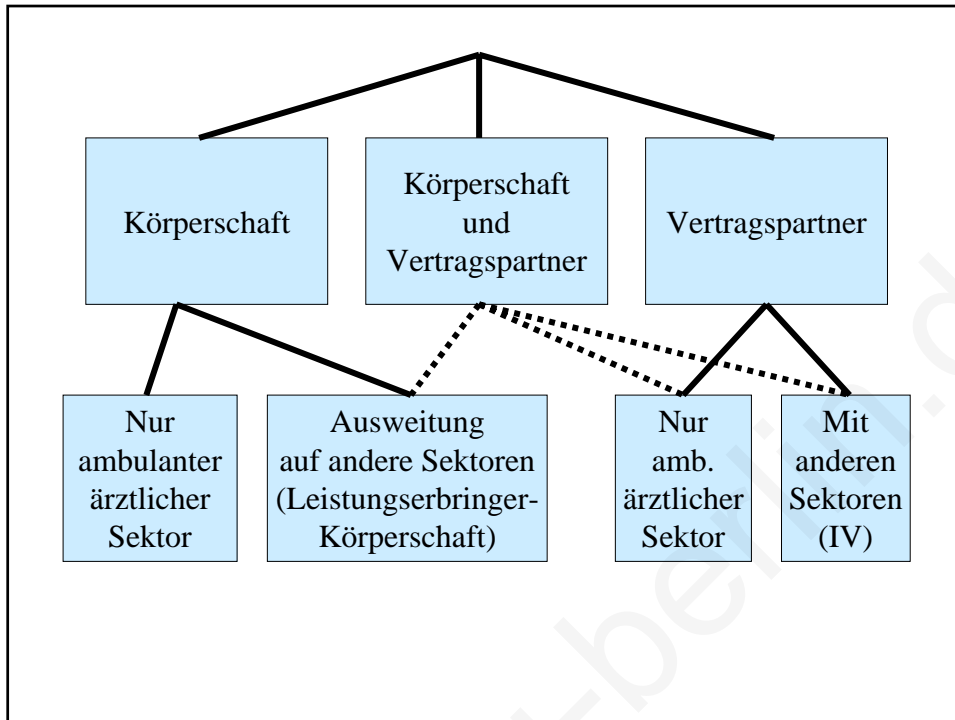 Körperschaft
Körperschaft
und
Vertragspartner
Vertragspartner
Nur
ambulanter
ärztlicher
Sektor
Ausweitung
auf andere Sektoren
(Leistungserbringer-
Körperschaft)
Nur
amb.
ärztlicher
Sektor
Mit
anderen
Sektoren
(IV)
-berlin.d